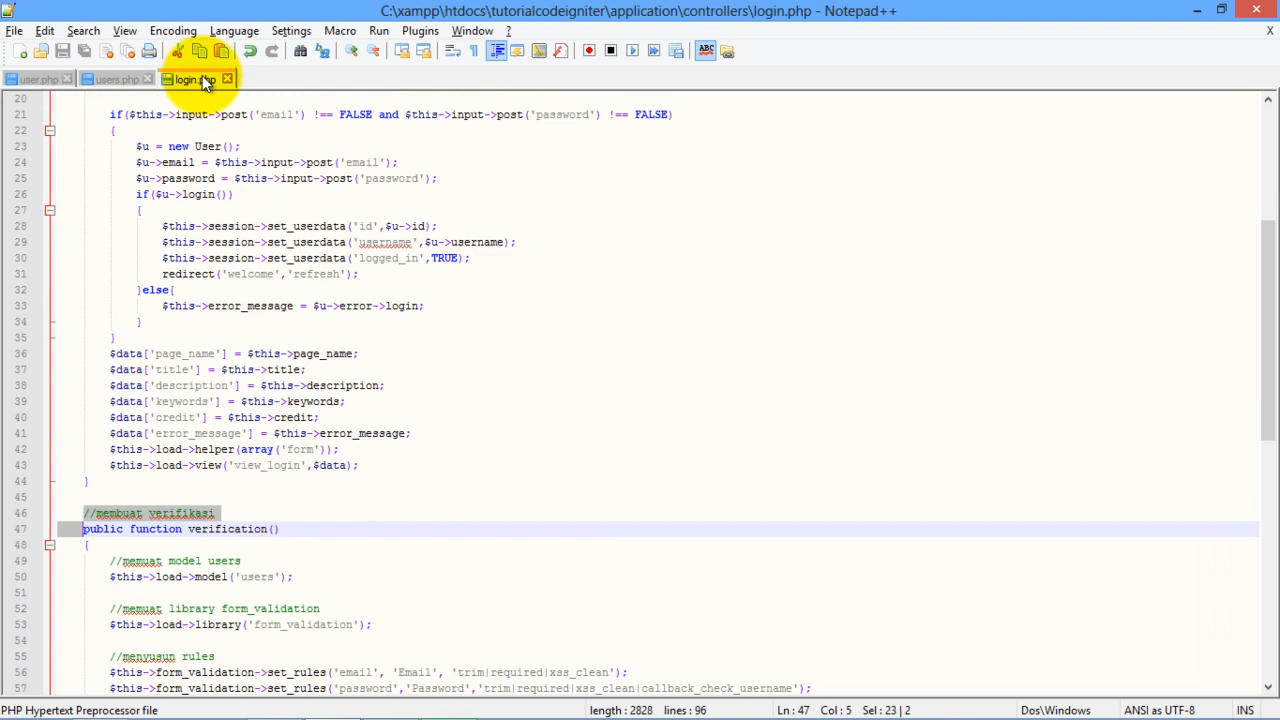 C:\xampp\htdocs\tutorialcodeigniter\application\controllers\login.php - Notepad++
File Edit Search View Encoding Language Settings Macro Run Plugins Window ? X
user.php users.php login.php
20
21 if($this->input->post('email') !== FALSE and $this->input->post('password') !== FALSE)
22 {
23 $u = new User();
24 $u->email = $this->input->post('email');
25 $u->password = $this->input->post('password');
26 if($u->login())
27 {
28 $this->session->set_userdata('id',$u->id);
29 $this->session->set_userdata('username',$u->username);
30 $this->session->set_userdata('logged_in',TRUE);
31 redirect('welcome','refresh');
32 }else{
33 $this->error_message = $u->error->login;
34 }
35 }
36 $data['page_name'] = $this->page_name;
37 $data['title'] = $this->title;
38 $data['description'] = $this->description;
39 $data['keywords'] = $this->keywords;
40 $data['credit'] = $this->credit;
41 $data['error_message'] = $this->error_message;
42 $this->load->helper(array('form'));
43 $this->load->view('view_login',$data);
44 }
45
46 //membuat verifikasi
47 public function verification()
48 {
49 //memuat model users
50 $this->load->model('users');
51
52 //memuat library form_validation
53 $this->load->library('form_validation');
54
55 //menyusun rules
56 $this->form_validation->set_rules('email', 'Email', 'trim|required|xss_clean');
57 $this->form_validation->set_rules('password','Password','trim|required|xss_clean|callback_check_username');
PHP Hypertext Preprocessor file length : 2828 lines : 96 Ln : 47 Col : 5 Sel : 23 | 2 Dos\Windows ANSI as UTF-8 INS